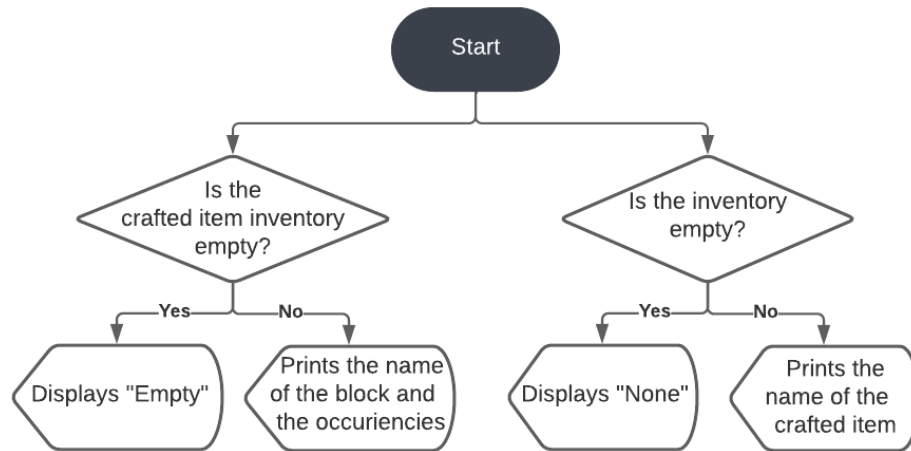 Start
Is the
crafted item inventory
empty?
Is the inventory
empty?
Yes
No
Yes
No
Displays "Empty"
Prints the name
of the block and
the occuriencies
Displays "None"
Prints the
name of the
crafted item